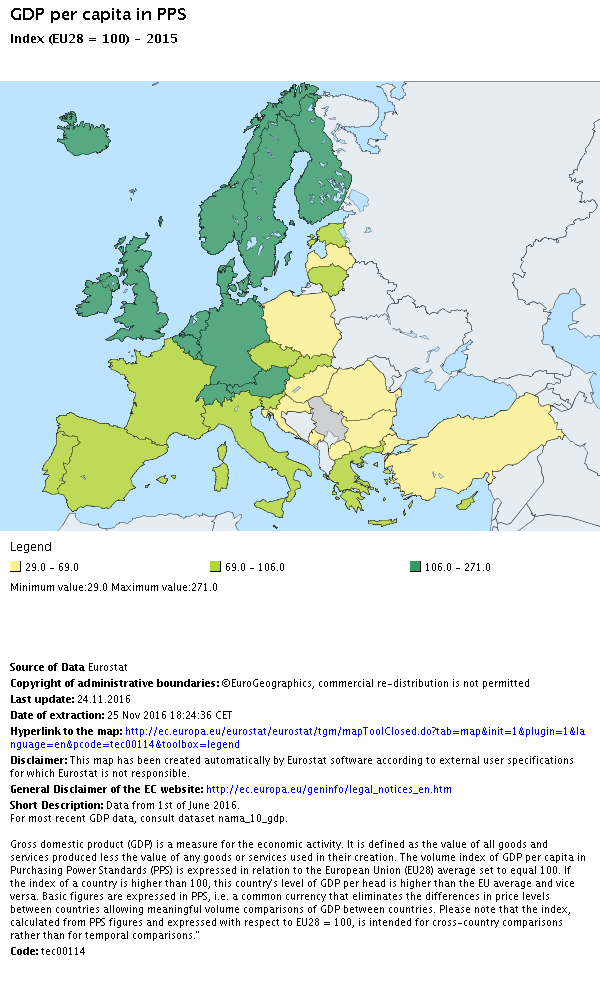 GDP per capita in PPS
Index (EU28 = 100) - 2015
Legend
29.0 - 69.0
69.0 - 106.0
106.0 - 271.0
Minimum value:29.0 Maximum value:271.0
Source of Data Eurostat
Copyright of administrative boundaries: ©EuroGeographics, commercial re-distribution is not permitted
Last update: 24.11.2016
Date of extraction: 25 Nov 2016 18:24:36 CET
Hyperlink to the map: http://ec.europa.eu/eurostat/eurostat/tgm/mapToolClosed.do?tab=map&init=1&plugin=1&la
nguage=en&pcode=tec00114&toolbox=legend
Disclaimer: This map has been created automatically by Eurostat software according to external user specifications
for which Eurostat is not responsible.
General Disclaimer of the EC website: http://ec.europa.eu/geninfo/legal_notices_en.htm
Short Description: Data from 1st of June 2016.
For most recent GDP data, consult dataset nama_10_gdp.
Gross domestic product (GDP) is a measure for the economic activity. It is defined as the value of all goods and
services produced less the value of any goods or services used in their creation. The volume index of GDP per capita in
Purchasing Power Standards (PPS) is expressed in relation to the European Union (EU28) average set to equal 100. If
the index of a country is higher than 100, this country's level of GDP per head is higher than the EU average and vice
versa. Basic figures are expressed in PPS, i.e. a common currency that eliminates the differences in price levels
between countries allowing meaningful volume comparisons of GDP between countries. Please note that the index,
calculated from PPS figures and expressed with respect to EU28 = 100, is intended for cross-country comparisons
rather than for temporal comparisons."
Code: tec00114